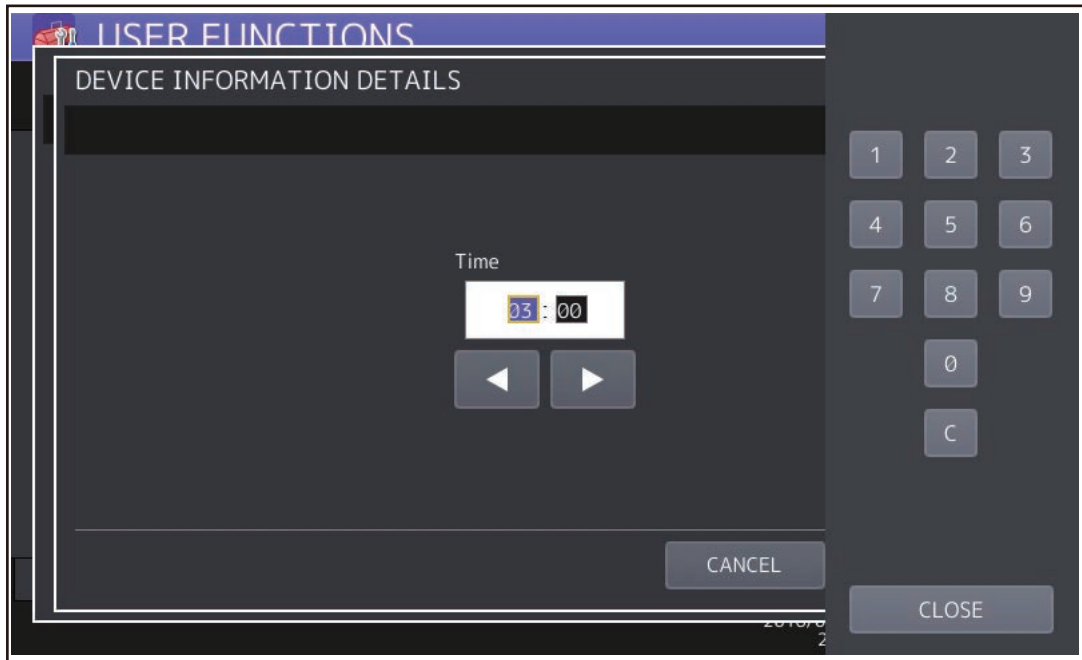 USER FUNCTIONS
DEVICE INFORMATION DETAILS
Time
03 : 00
1 2 3
4 5 6
7 8 9
0
C
CANCEL
CLOSE